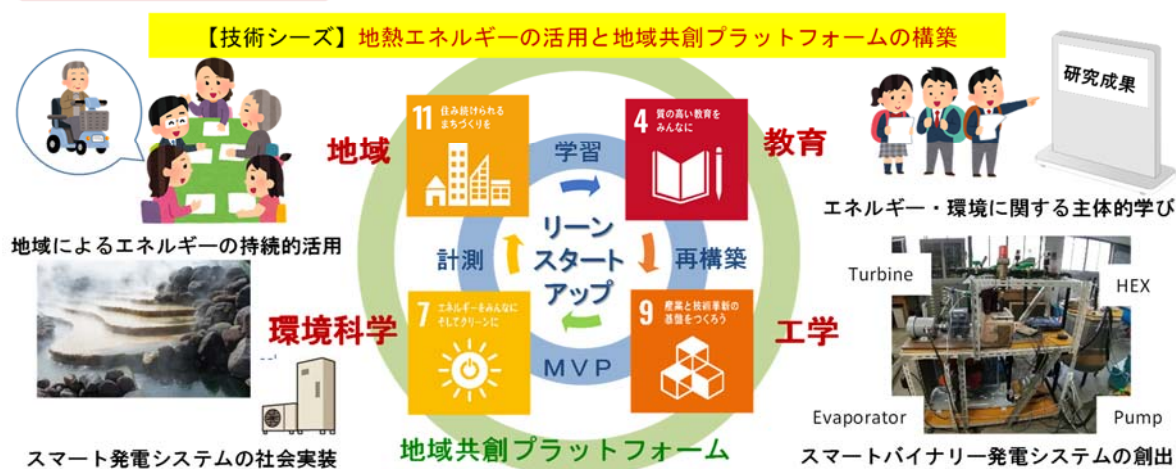 【技術シーズ】地熱エネルギーの活用と地域共創プラットフォームの構築
研究成果
地域
11 住み続けられる
まちづくりを
学習
4 質の高い教育を
みんなに
教育
地域によるエネルギーの持続的活用
エネルギー・環境に関する主体的学び
計測
リーン
スタート
アップ
再構築
Turbine
HEX
環境科学
7 エネルギーをみんなに
そしてクリーンに
9 産業と技術革新の
基盤をつくろう
工学
MVP
Evaporator
Pump
スマート発電システムの社会実装
地域共創プラットフォーム
スマートバイナリー発電システムの創出